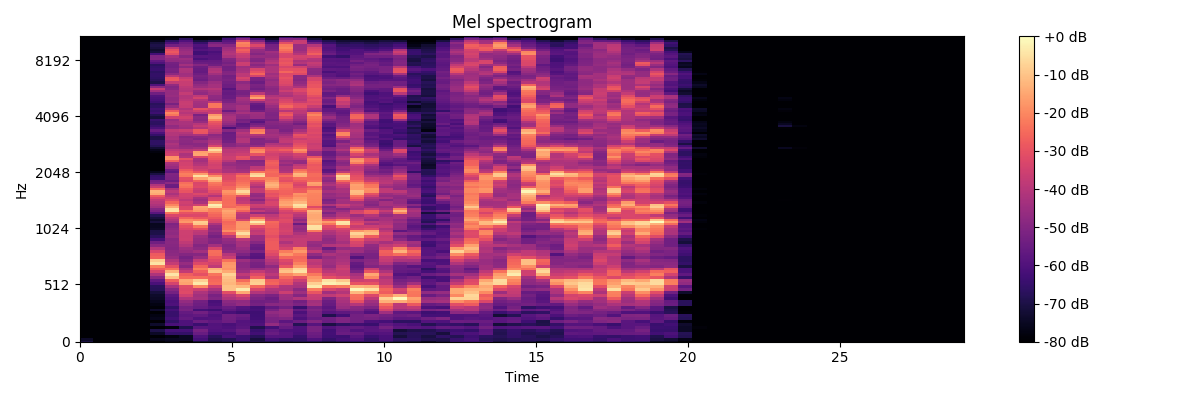 Mel spectrogram
8192
4096
2048
1024
512
0
Hz
0 5 10 15 20 25
Time
+0 dB
-10 dB
-20 dB
-30 dB
-40 dB
-50 dB
-60 dB
-70 dB
-80 dB